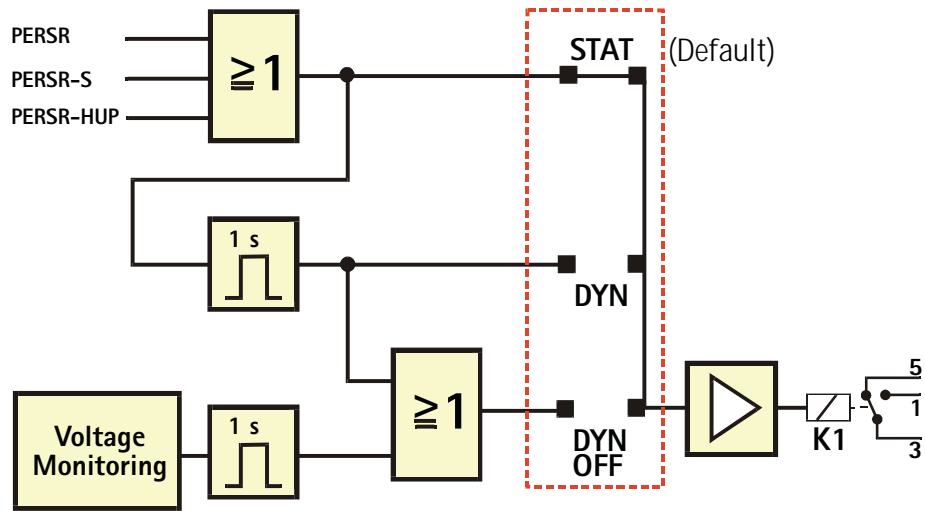 PERSR
PERSR-S
PERSR-HUP
≧1
STAT
(Default)
1 s
DYN
Voltage
Monitoring
1 s
≧1
DYN
OFF
K1
5
1
3